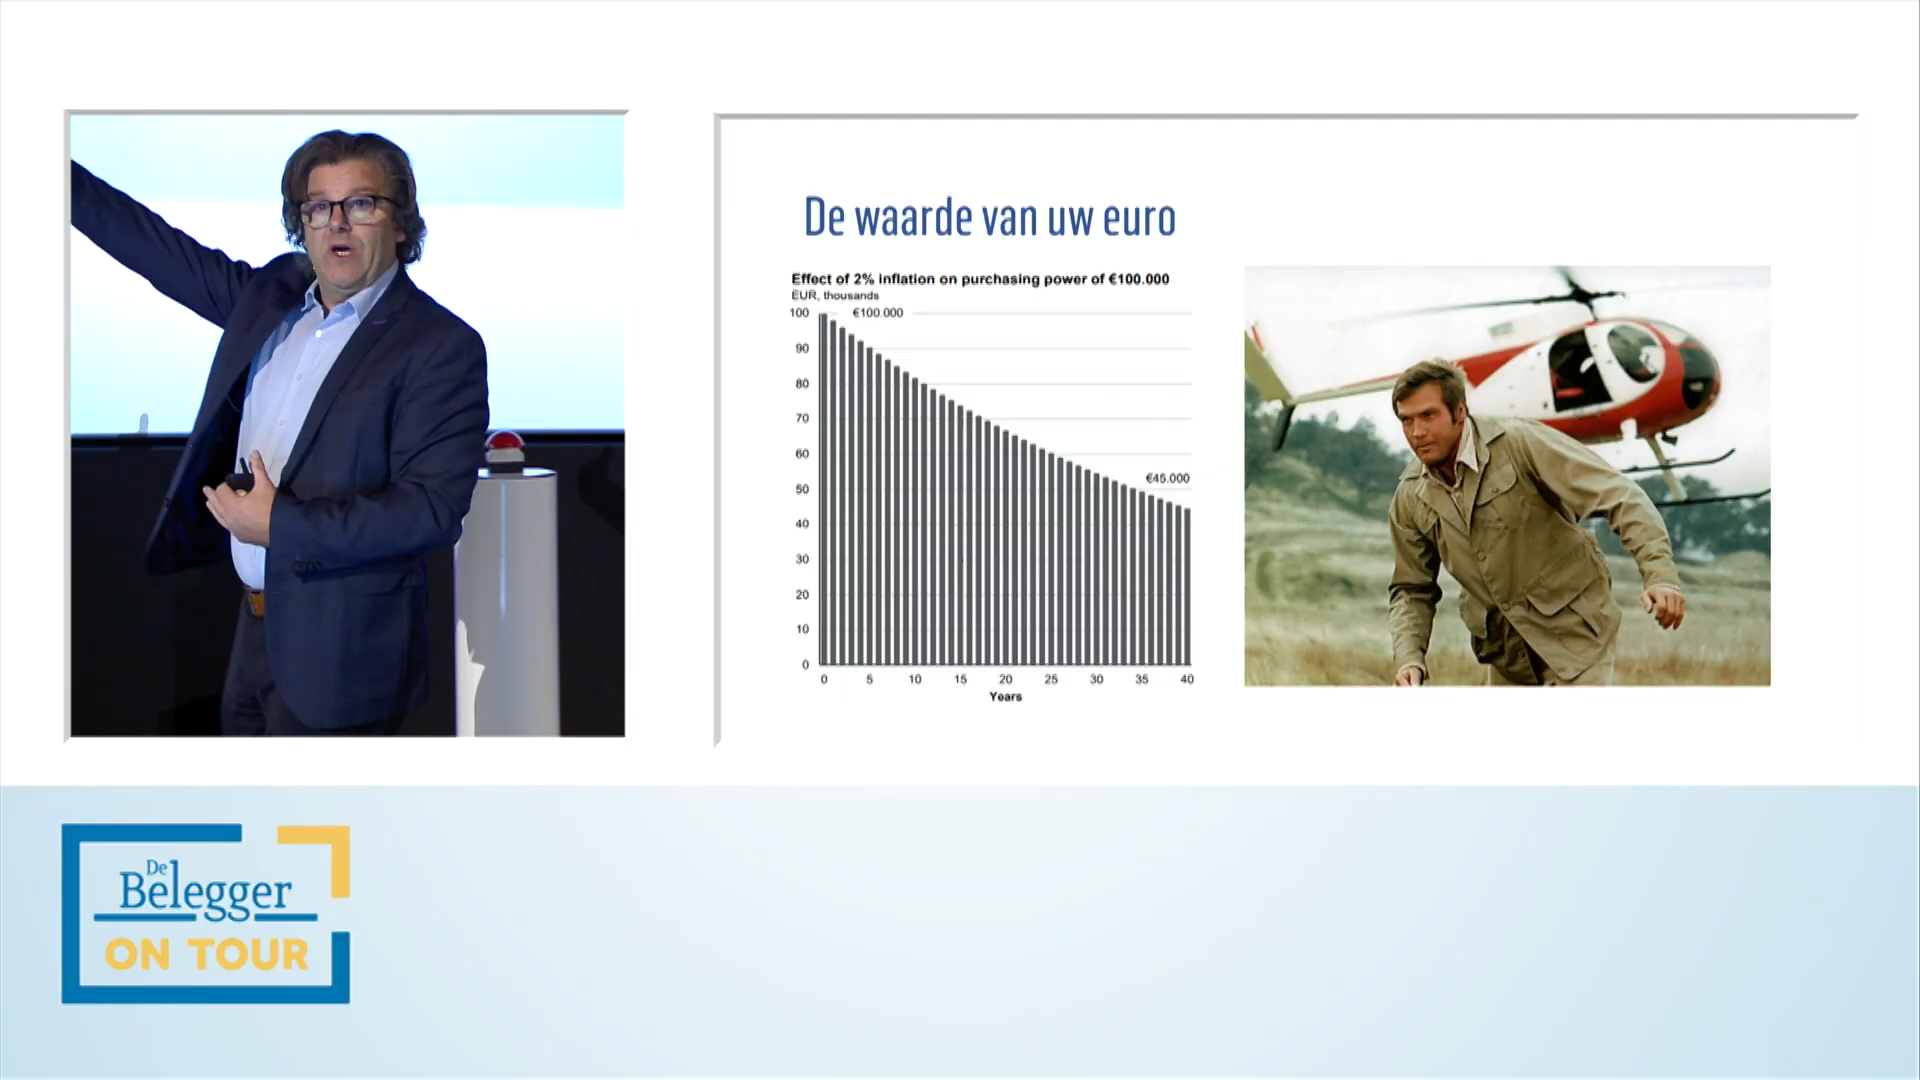 De waarde van uw euro
Effect of 2% inflation on purchasing power of €100.000
EUR, thousands
100
€100.000
90
80
70
60
€45.000
50
40
30
20
10
0
0 5 10 15 20 25 30 35 40
Years
De
Belegger
ON TOUR